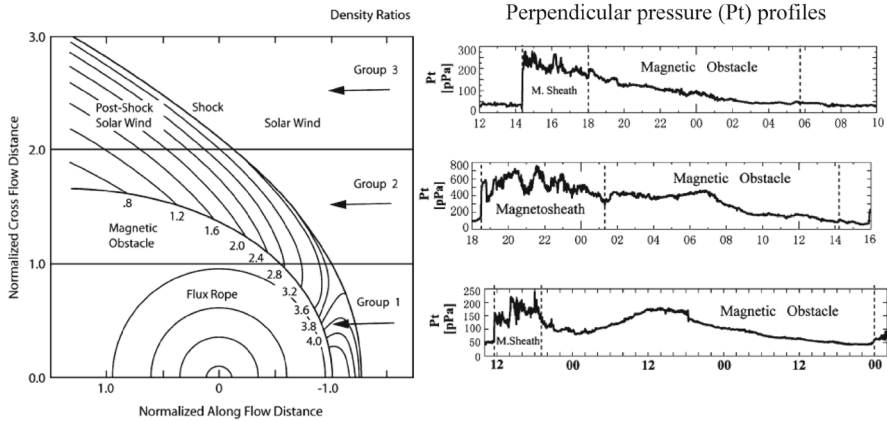 Density Ratios
3.0
2.0
1.0
0.0
Normalized Cross Flow Distance
Group 3
Shock
Post-Shock
Solar Wind
Solar Wind
Group 2
.8
1.2
1.6
2.0
2.4
2.8
3.2
3.6
3.8
4.0
Magnetic
Obstacle
Flux Rope
Group 1
1.0
0
-1.0
Normalized Along Flow Distance
Perpendicular pressure (Pt) profiles
Pt
[pPa]
300
200
100
0
M. Sheath
Magnetic Obstacle
12 14 16 18 20 22 00 02 04 06 08 10
Pt
[pPa]
800
600
400
200
0
Magnetosheath
Magnetic Obstacle
18 20 22 00 02 04 06 08 10 12 14 16
Pt
[pPa]
250
200
150
100
50
0
M.Sheath
Magnetic Obstacle
12 00 12 00 12 00